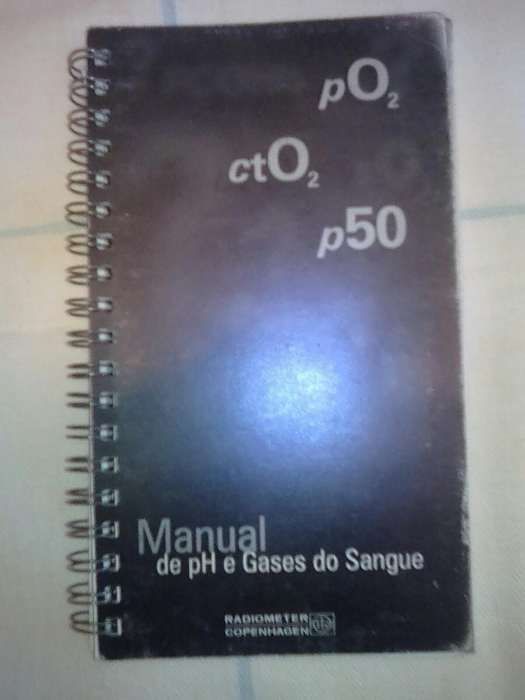 pO₂
ctO₂
p50
Manual
de pH e Gases do Sangue
RADIOMETER
COPENHAGEN